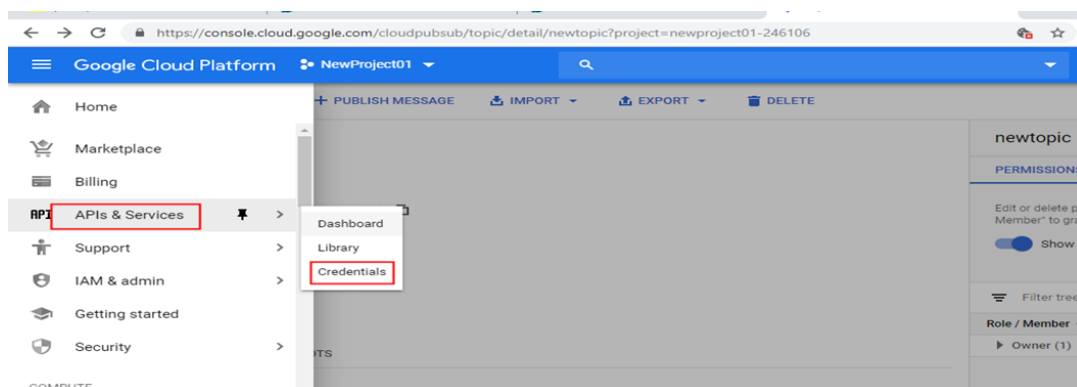 https://console.cloud.google.com/cloudpubsub/topic/detail/newtopic?project=newproject01-246106
Google Cloud Platform NewProject01
Home
PUBLISH MESSAGE IMPORT EXPORT DELETE
Marketplace
Billing
API APIs & Services
Support
IAM & admin
Getting started
Security
COMPUTE
Dashboard
Library
Credentials
newtopic
PERMISSIONS
Edit or delete p
Member" to gra
Show
Filter tree
Role / Member
Owner (1)